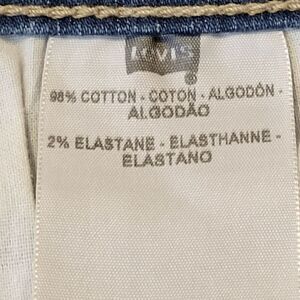 LEVI'S
98% COTTON - COTON - ALGODÓN -
ALGODÃO
2% ELASTANE - ELASTHANNE -
ELASTANO